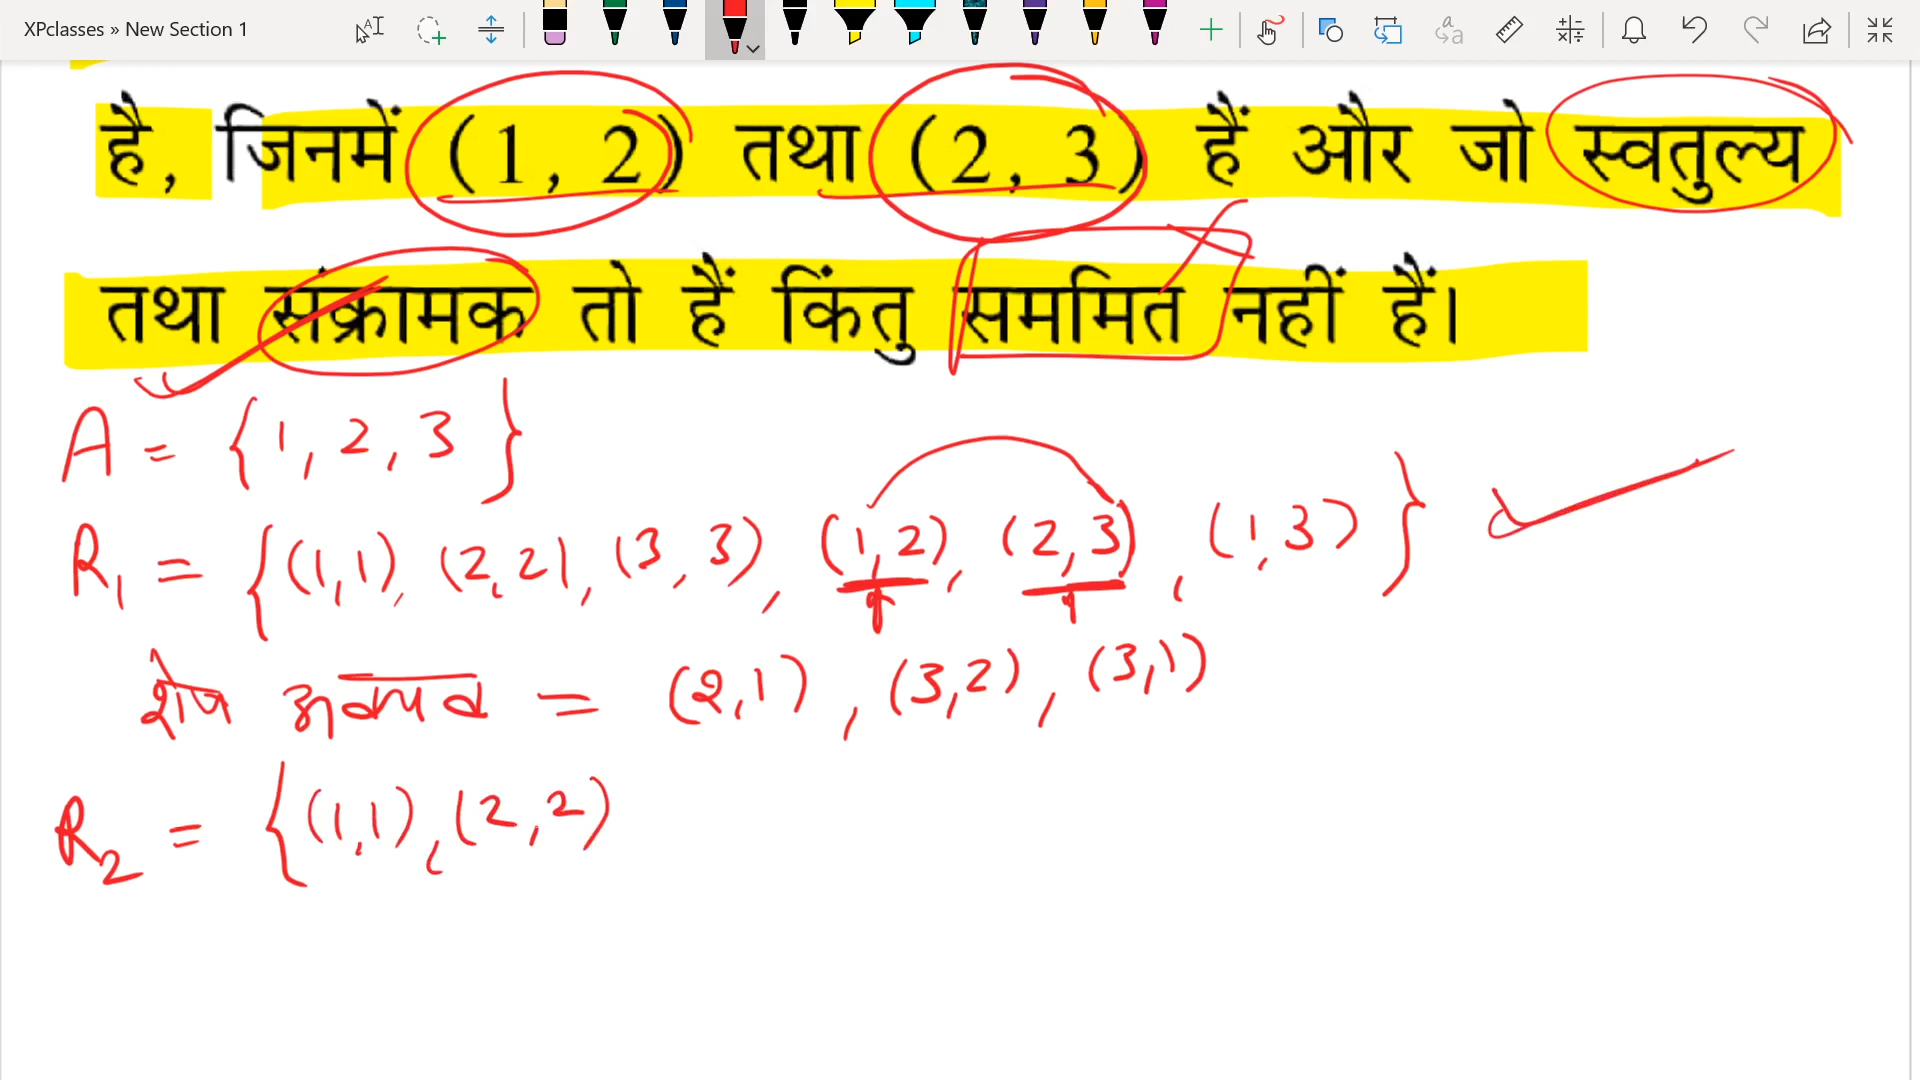 XPclasses » New Section 1
है, जिनमें (1, 2) तथा (2, 3) हैं और जो स्वतुल्य
तथा संक्रामक तो हैं किंतु सममित नहीं हैं।
A = {1, 2, 3}
R₁ = {(1,1), (2,2), (3,3), (1,2), (2,3), (1,3)}
शेष = (2,1), (3,2), (3,1)
R₂ = {(1,1), (2,2)